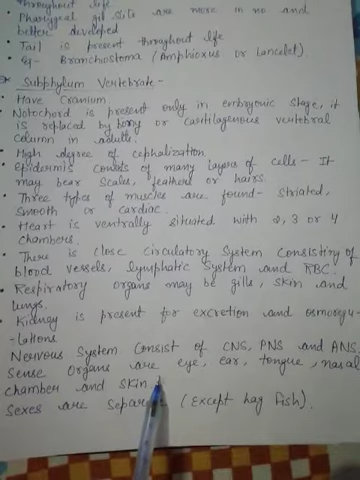 throughout life.
Pharyngeal gill slits are more in no and
better developed
• Tail is present throughout life
• Eg - Branchiostoma (Amphioxus or Lancelet)
Subphylum Vertebrate -
• Have Cranium
• Notochord is present only in embryonic stage, it
is replaced by bony or cartilagenous vertebral
column in adults.
• High degree of cephalization
• Epidermis consists of many layers of cells - It
may bear scales, feathers or hairs.
• Three types of muscles are found - Striated,
smooth or cardiac.
• Heart is ventrally situated with 2, 3 or 4
chambers.
• There is close circulatory system consisting of
blood vessels, lymphatic system and RBC.
• Respiratory organs may be gills, skin and
lungs.
• Kidney is present for excretion and osmoregu-
-lations
Nervous System consist of CNS, PNS and ANS.
Sense Organs are eye, ear, tongue, nasal
chamber and skin
Sexes are separate (Except hag fish).